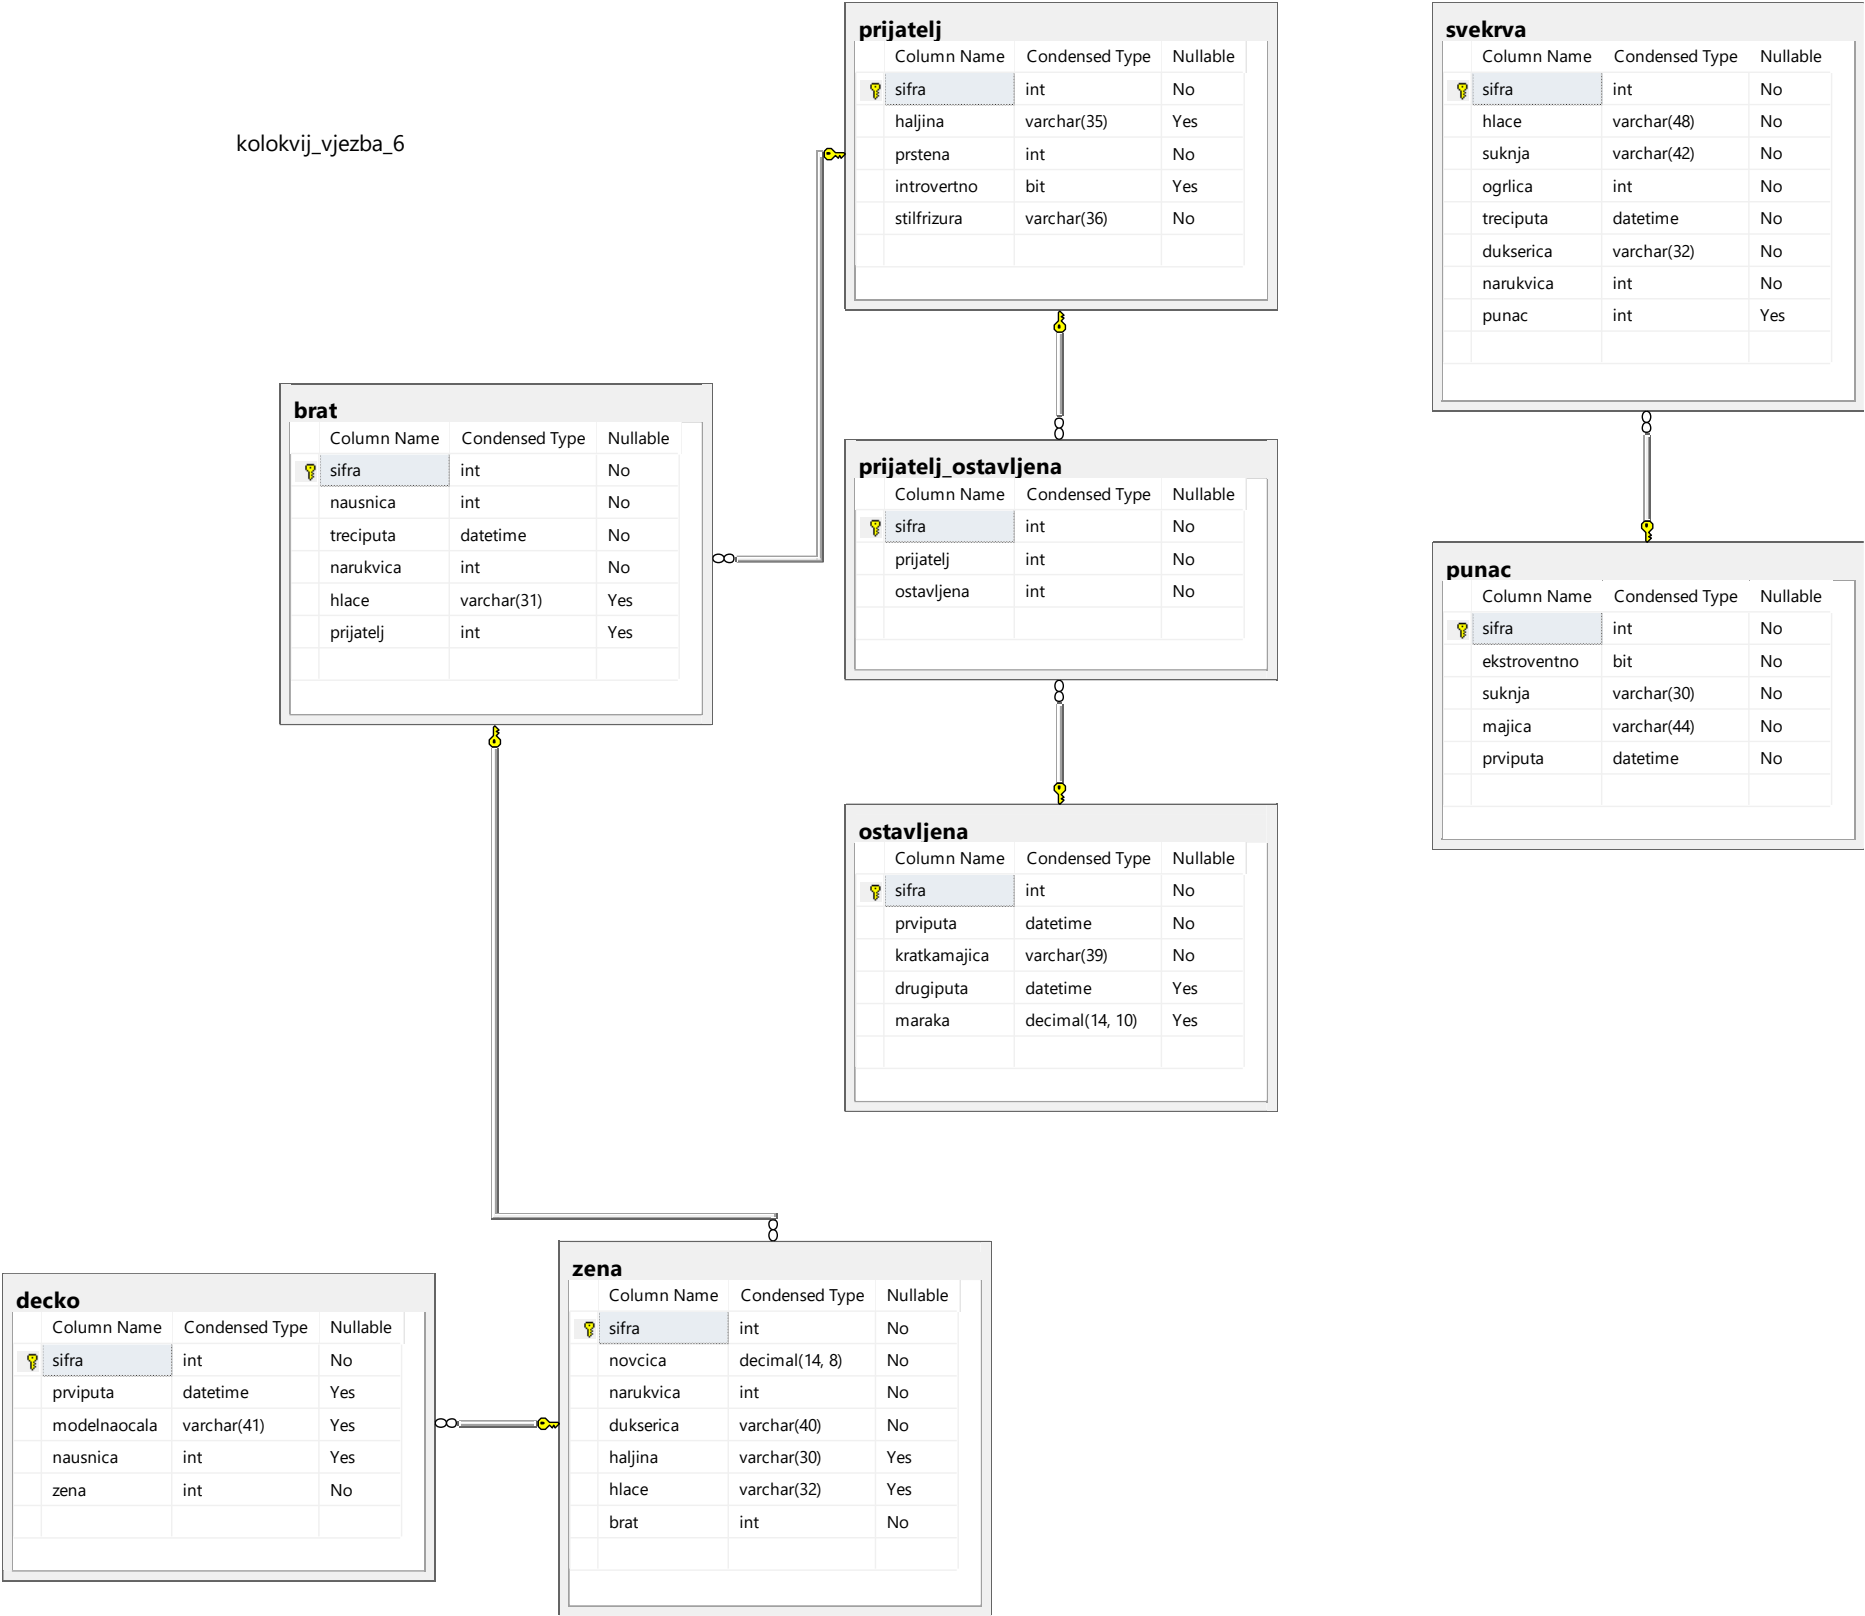 kolokvij_vjezba_6
prijatelj
Column Name Condensed Type Nullable
sifra int No
haljina varchar(35) Yes
prstena int No
introvertno bit Yes
stilfrizura varchar(36) No
svekrva
Column Name Condensed Type Nullable
sifra int No
hlace varchar(48) No
suknja varchar(42) No
ogrlica int No
treciputa datetime No
dukserica varchar(32) No
narukvica int No
punac int Yes
brat
Column Name Condensed Type Nullable
sifra int No
nausnica int No
treciputa datetime No
narukvica int No
hlace varchar(31) Yes
prijatelj int Yes
prijatelj_ostavljena
Column Name Condensed Type Nullable
sifra int No
prijatelj int No
ostavljena int No
punac
Column Name Condensed Type Nullable
sifra int No
ekstroventno bit No
suknja varchar(30) No
majica varchar(44) No
prviputa datetime No
ostavljena
Column Name Condensed Type Nullable
sifra int No
prviputa datetime No
kratkamajica varchar(39) No
drugiputa datetime Yes
maraka decimal(14, 10) Yes
decko
Column Name Condensed Type Nullable
sifra int No
prviputa datetime Yes
modelnaocala varchar(41) Yes
nausnica int Yes
zena int No
zena
Column Name Condensed Type Nullable
sifra int No
novcica decimal(14, 8) No
narukvica int No
dukserica varchar(40) No
haljina varchar(30) Yes
hlace varchar(32) Yes
brat int No